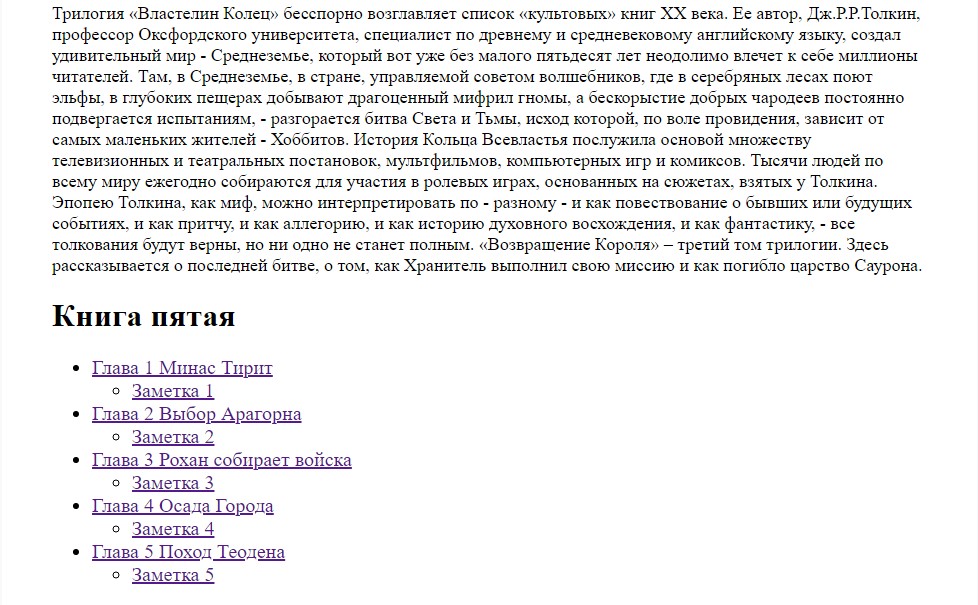 Трилогия «Властелин Колец» бесспорно возглавляет список «культовых» книг XX века. Ее автор, Дж.Р.Р.Толкин,
профессор Оксфордского университета, специалист по древнему и средневековому английскому языку, создал
удивительный мир - Среднеземье, который вот уже без малого пятьдесят лет неодолимо влечет к себе миллионы
читателей. Там, в Среднеземье, в стране, управляемой советом волшебников, где в серебряных лесах поют
эльфы, в глубоких пещерах добывают драгоценный мифрил гномы, а бескорыстие добрых чародеев постоянно
подвергается испытаниям, - разгорается битва Света и Тьмы, исход которой, по воле провидения, зависит от
самых маленьких жителей - Хоббитов. История Кольца Всевластья послужила основой множеству
телевизионных и театральных постановок, мультфильмов, компьютерных игр и комиксов. Тысячи людей по
всему миру ежегодно собираются для участия в ролевых играх, основанных на сюжетах, взятых у Толкина.
Эпопею Толкина, как миф, можно интерпретировать по - разному - и как повествование о бывших или будущих
событиях, и как притчу, и как аллегорию, и как историю духовного восхождения, и как фантастику, - все
толкования будут верны, но ни одно не станет полным. «Возвращение Короля» – третий том трилогии. Здесь
рассказывается о последней битве, о том, как Хранитель выполнил свою миссию и как погибло царство Саурона.
Книга пятая
Глава 1 Минас Тирит
Заметка 1
Глава 2 Выбор Арагорна
Заметка 2
Глава 3 Рохан собирает войска
Заметка 3
Глава 4 Осада Города
Заметка 4
Глава 5 Поход Теодена
Заметка 5